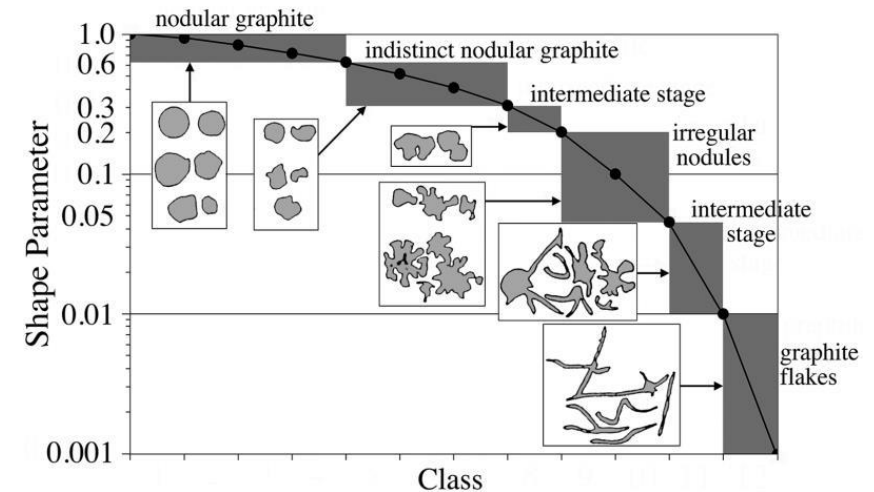 nodular graphite
1.0
indistinct nodular graphite
0.6
intermediate stage
0.3
0.2
irregular
nodules
0.1
intermediate
stage
0.05
0.01
graphite
flakes
0.001
Shape Parameter
Class